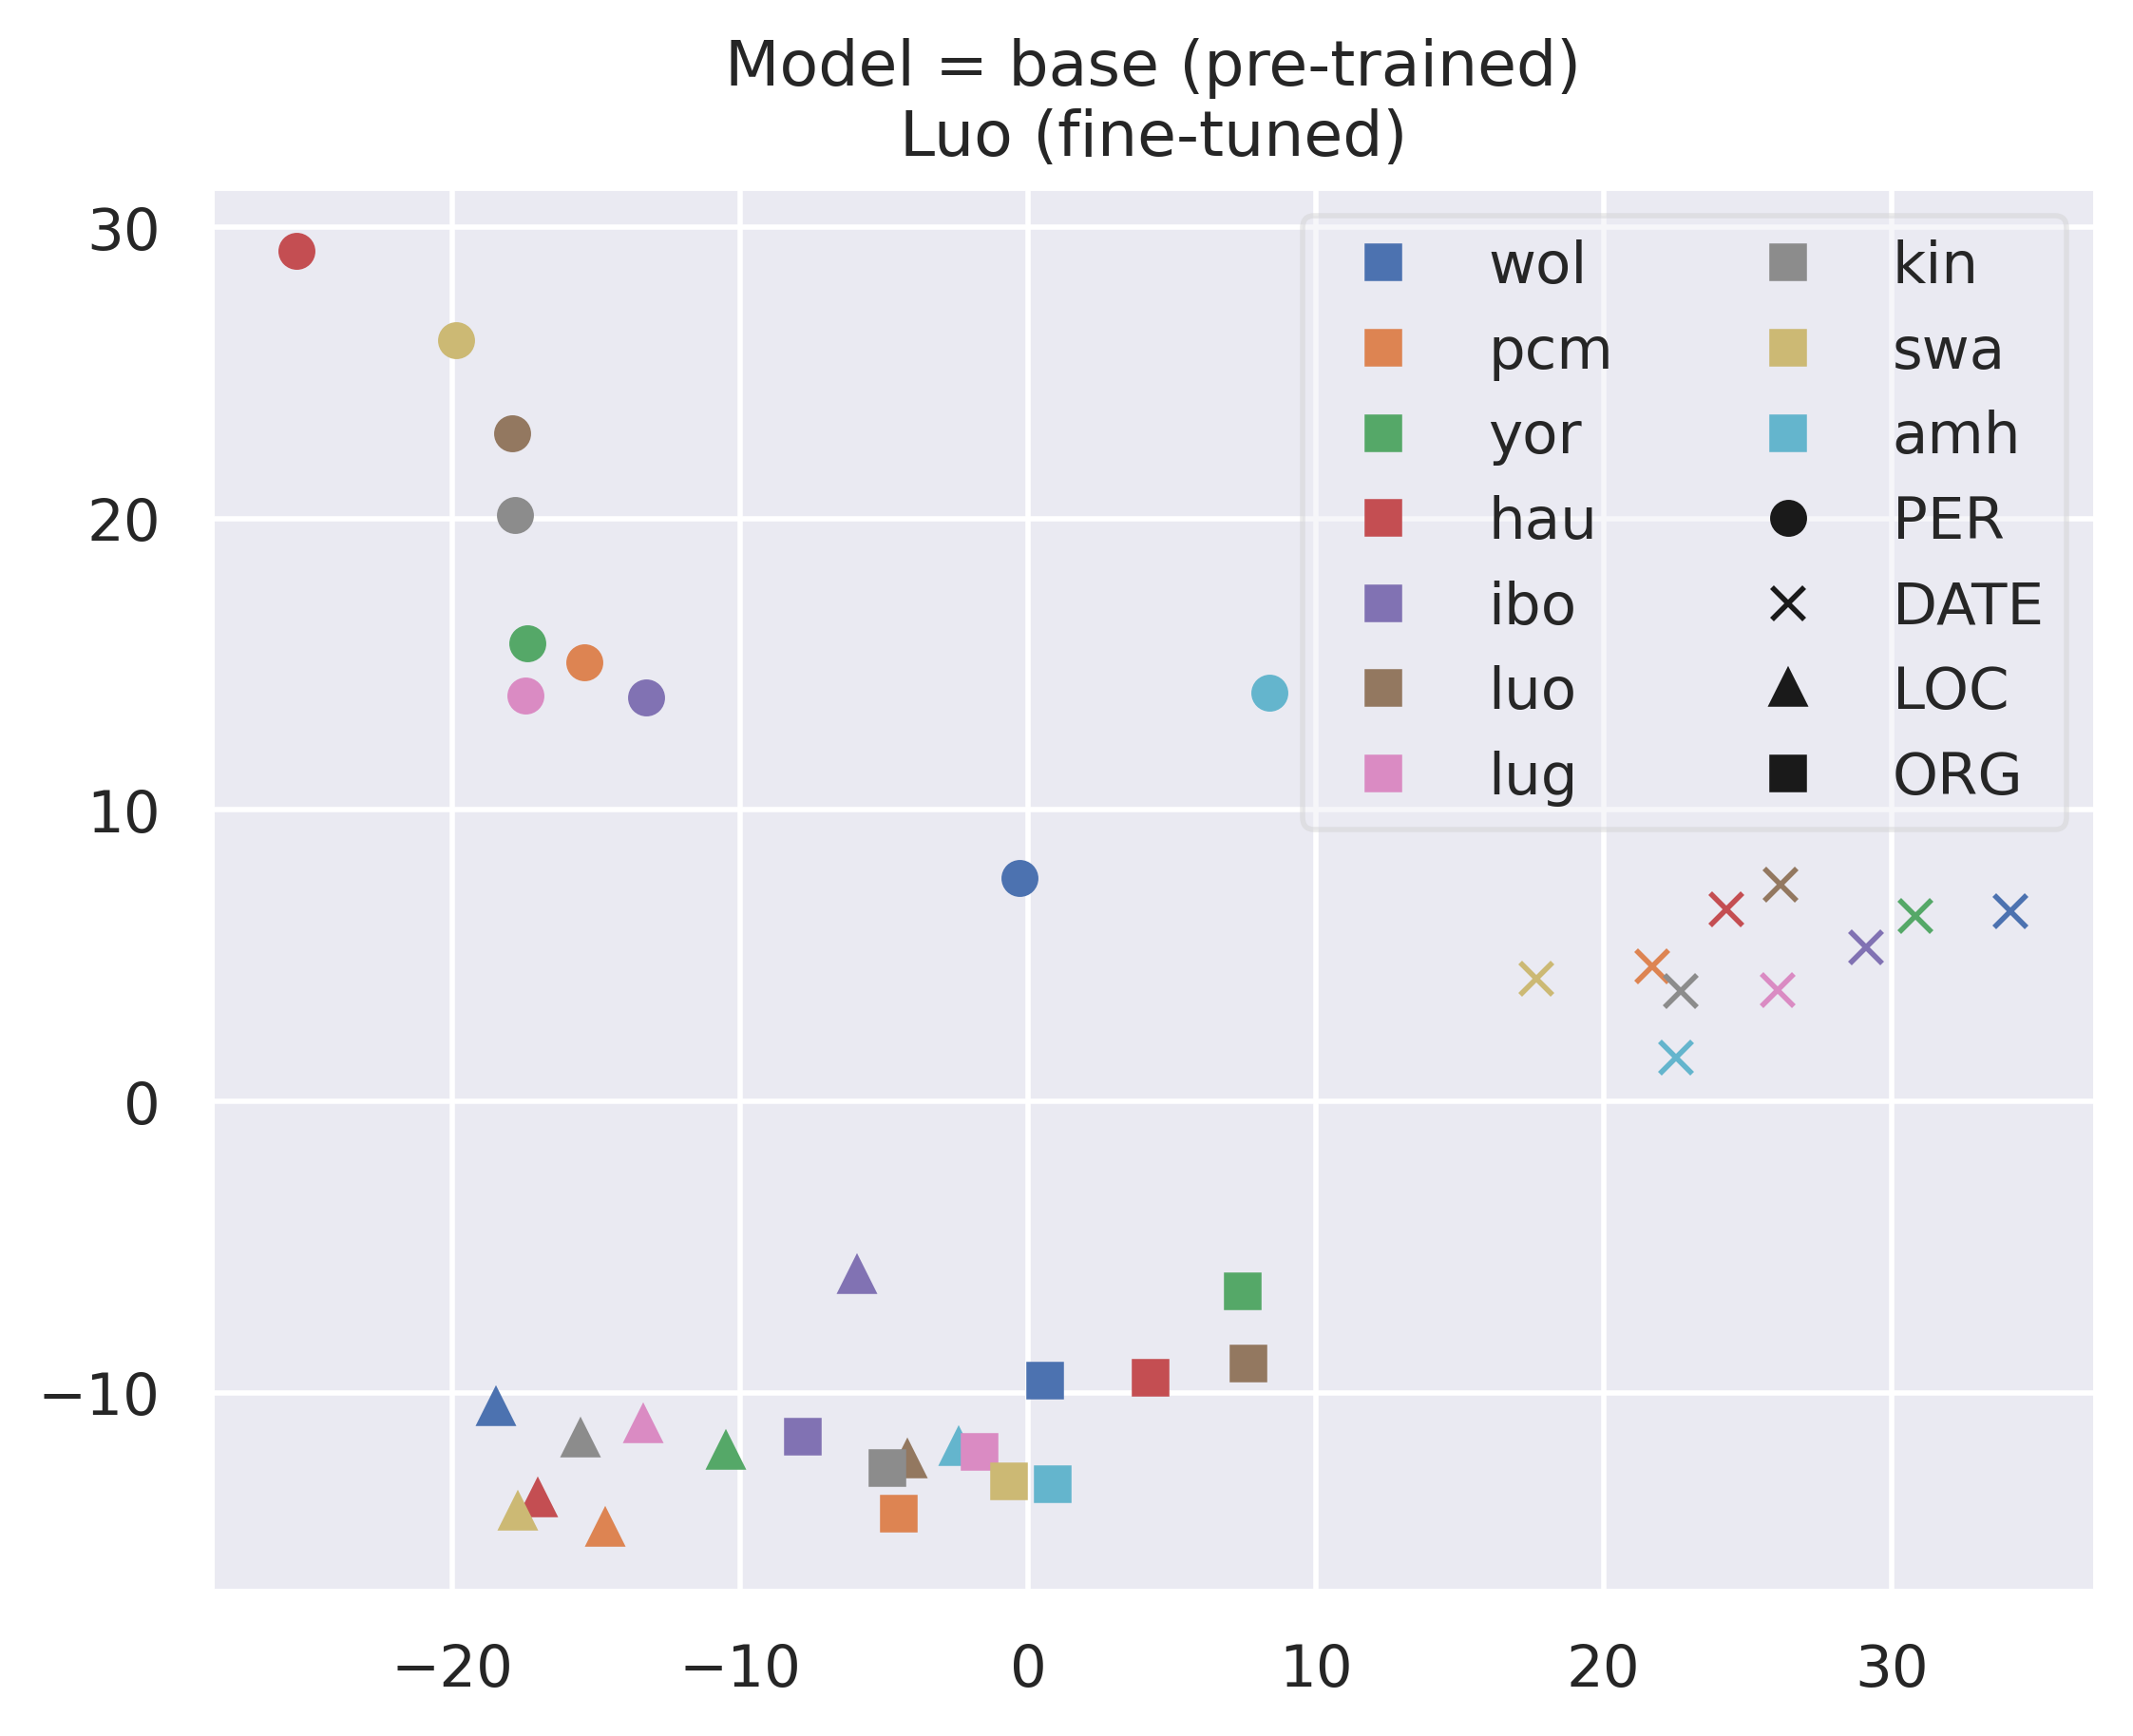 Model = base (pre-trained)
Luo (fine-tuned)
30
20
10
0
−10
−20
−10
0
10
20
30
wol
pcm
yor
hau
ibo
luo
lug
kin
swa
amh
PER
DATE
LOC
ORG